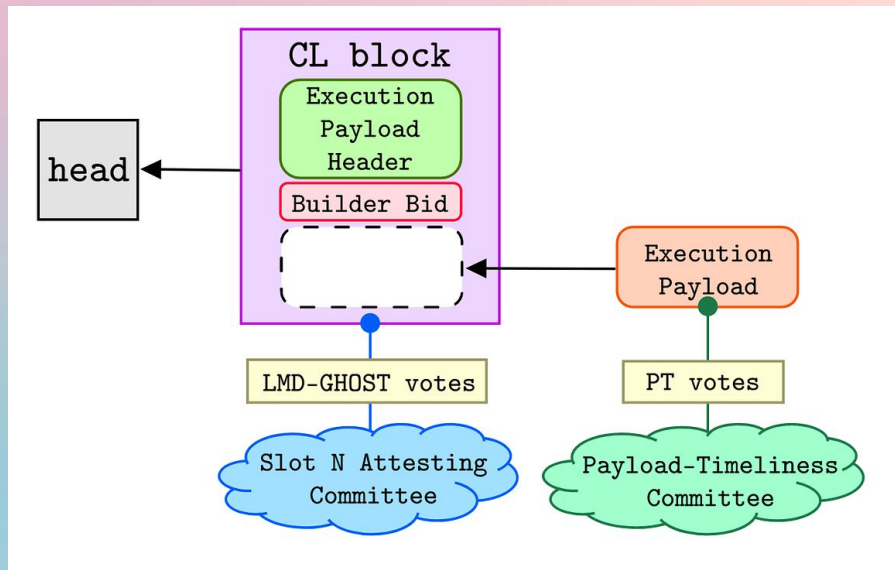 CL block
Execution
Payload
Header
head
Builder Bid
Execution
Payload
LMD-GHOST votes
PT votes
Slot N Attesting
Committee
Payload-Timeliness
Committee